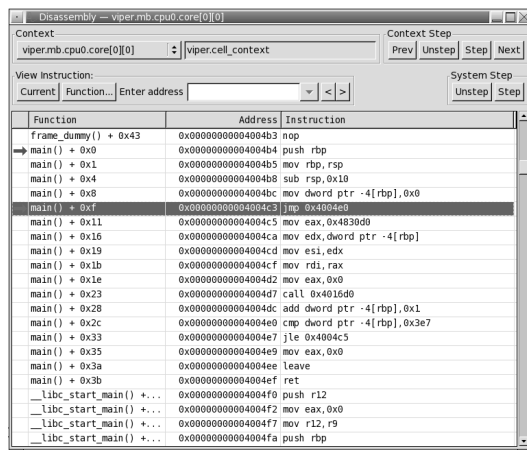 Disassembly — viper.mb.cpu0.core[0][0]
Context
Context Step
viper.mb.cpu0.core[0][0] viper.cell_context Prev Unstep Step Next
View Instruction:
System Step
Current Function... Enter address < > Unstep Step
Function Address Instruction
frame_dummy() + 0x43 0x00000000004004b3 nop
main() + 0x0 0x00000000004004b4 push rbp
main() + 0x1 0x00000000004004b5 mov rbp,rsp
main() + 0x4 0x00000000004004b8 sub rsp,0x10
main() + 0x8 0x00000000004004bc mov dword ptr -4[rbp],0x0
main() + 0xf 0x00000000004004c3 jmp 0x4004e0
main() + 0x11 0x00000000004004c5 mov eax,0x4830d0
main() + 0x16 0x00000000004004ca mov edx,dword ptr -4[rbp]
main() + 0x19 0x00000000004004cd mov esi,edx
main() + 0x1b 0x00000000004004cf mov rdi,rax
main() + 0x1e 0x00000000004004d2 mov eax,0x0
main() + 0x23 0x00000000004004d7 call 0x4016d0
main() + 0x28 0x00000000004004dc add dword ptr -4[rbp],0x1
main() + 0x2c 0x00000000004004e0 cmp dword ptr -4[rbp],0x3e7
main() + 0x33 0x00000000004004e7 jle 0x4004c5
main() + 0x35 0x00000000004004e9 mov eax,0x0
main() + 0x3a 0x00000000004004ee leave
main() + 0x3b 0x00000000004004ef ret
__libc_start_main() +... 0x00000000004004f0 push r12
__libc_start_main() +... 0x00000000004004f2 mov eax,0x0
__libc_start_main() +... 0x00000000004004f7 mov r12,r9
__libc_start_main() +... 0x00000000004004fa push rbp